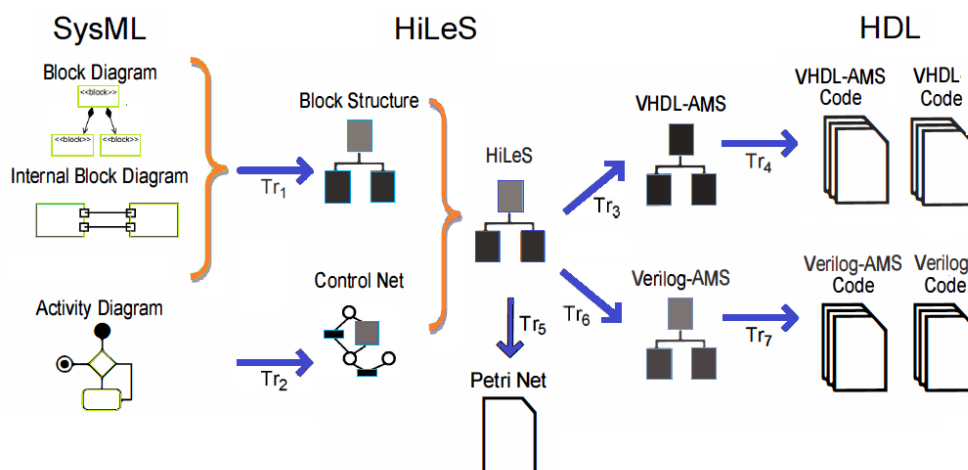 SysML
HiLeS
HDL
Block Diagram
<<block>>
<<block>>
<<block>>
Internal Block Diagram
Activity Diagram
Tr1
Tr2
Block Structure
Control Net
HiLeS
Tr3
Tr5
Tr6
Petri Net
VHDL-AMS
Verilog-AMS
Tr4
Tr7
VHDL-AMS
Code
VHDL-
Code
Verilog-AMS
Code
Verilog-
Code